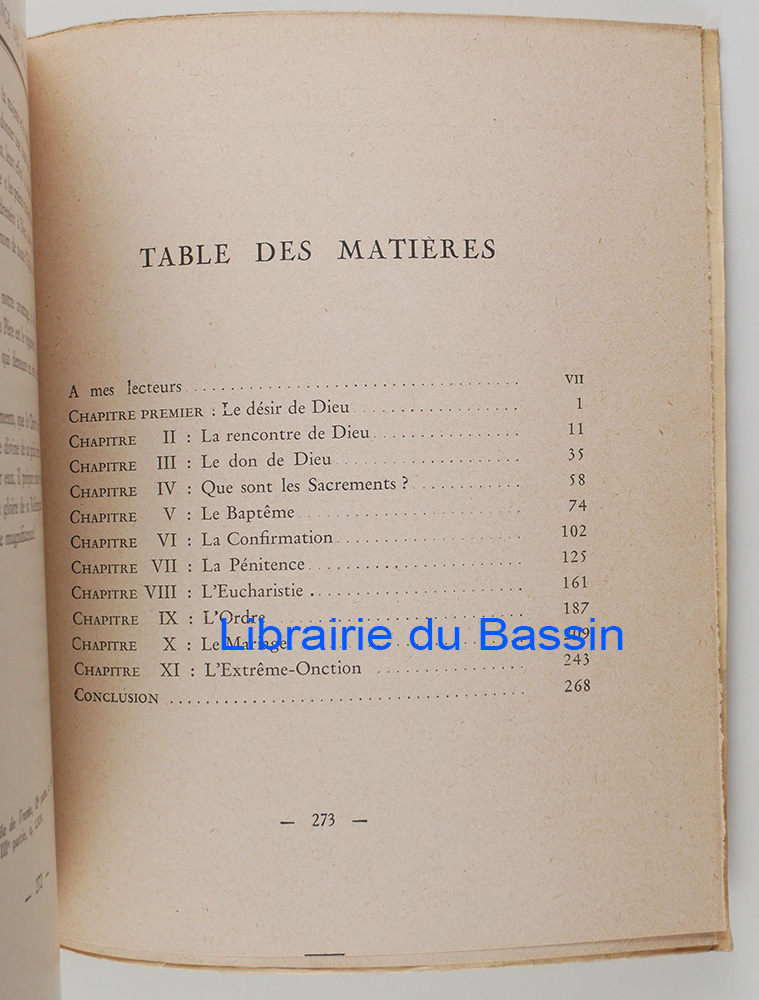 TABLE DES MATIÈRES
A mes lecteurs VII
CHAPITRE PREMIER : Le désir de Dieu 1
CHAPITRE II : La rencontre de Dieu 11
CHAPITRE III : Le don de Dieu 35
CHAPITRE IV : Que sont les Sacrements ? 58
CHAPITRE V : Le Baptême 74
CHAPITRE VI : La Confirmation 102
CHAPITRE VII : La Pénitence 125
CHAPITRE VIII : L'Eucharistie 161
CHAPITRE IX : L'Ordre 187
Librairie du Bassin
CHAPITRE X : Le Mariage 209
CHAPITRE XI : L'Extrême-Onction 243
CONCLUSION 268
— 273 —
— 272 —